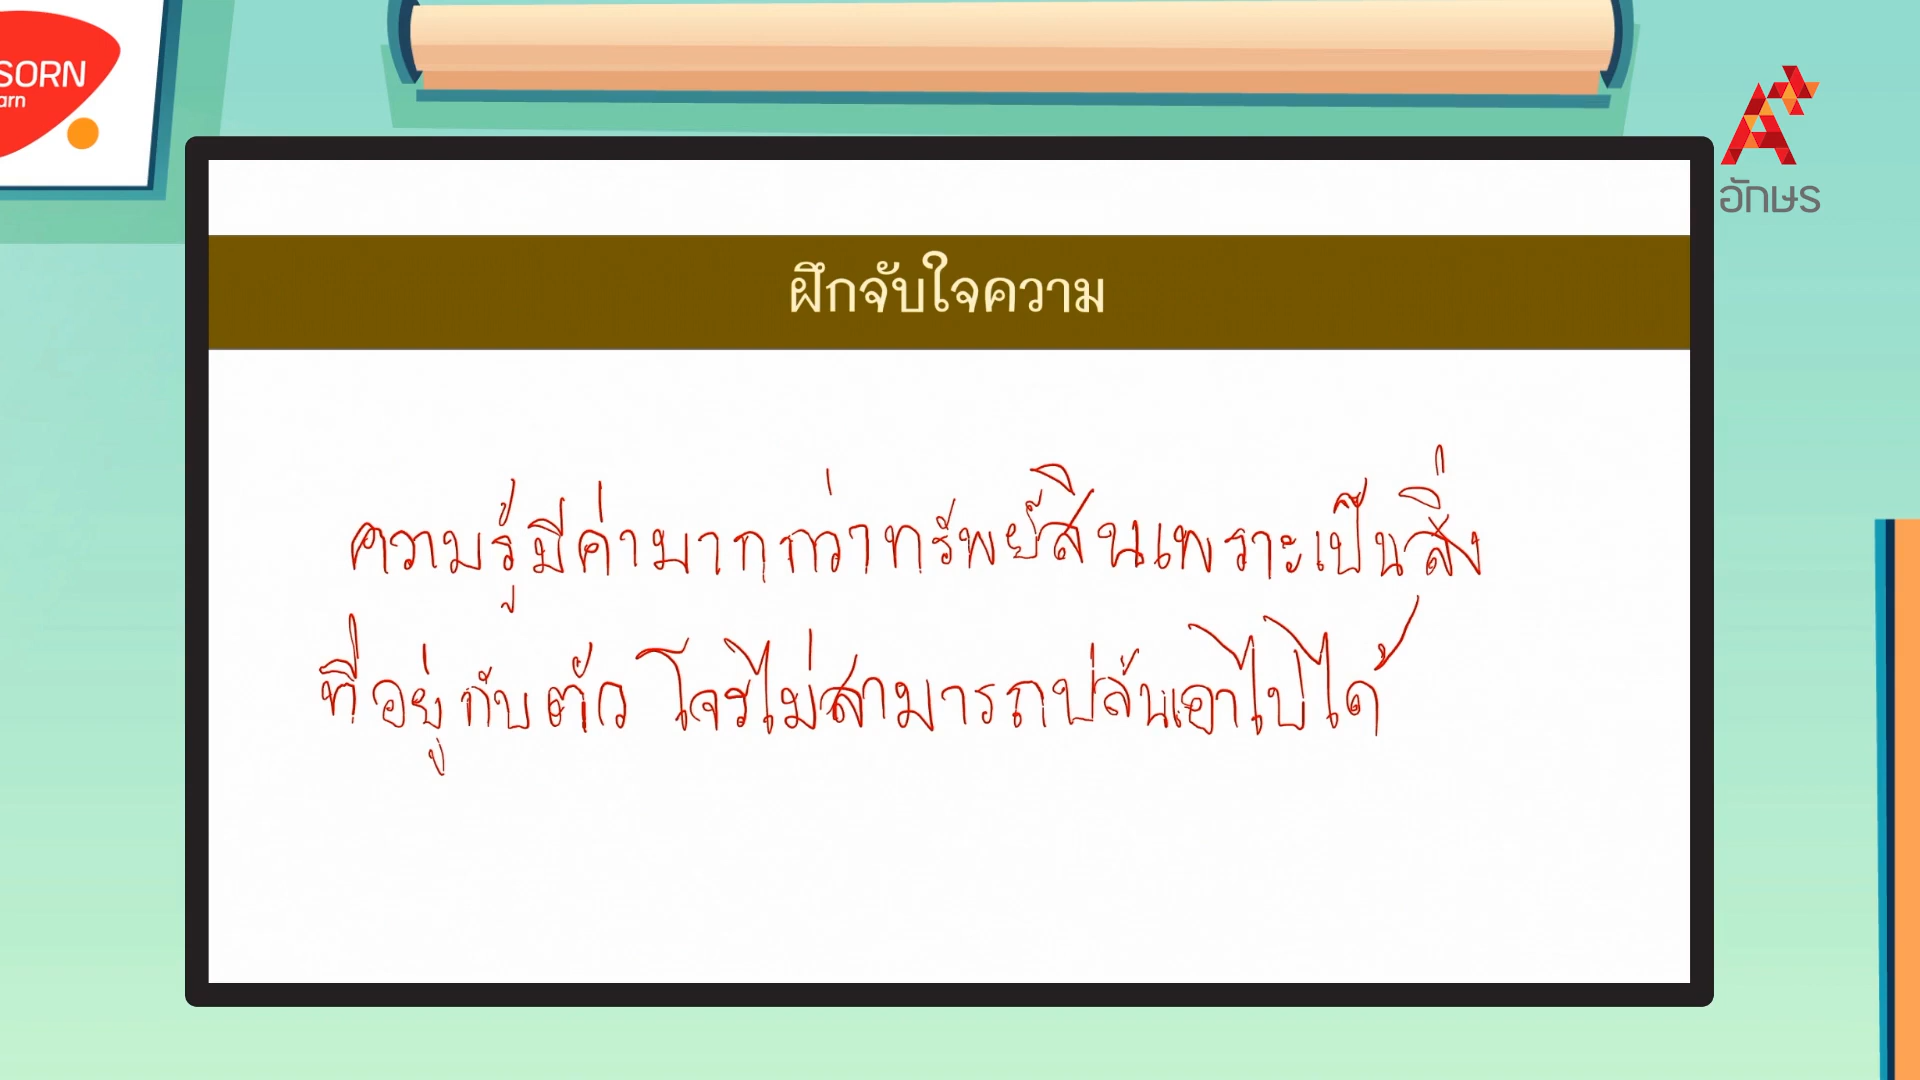 SORN
arn
อักษร
ฝึกจับใจความ
ความรู้มีค่ามากกว่าทรัพย์สินเพราะเป็นสิ่ง
ที่อยู่กับตัว โจรไม่สามารถปล้นเอาไปได้